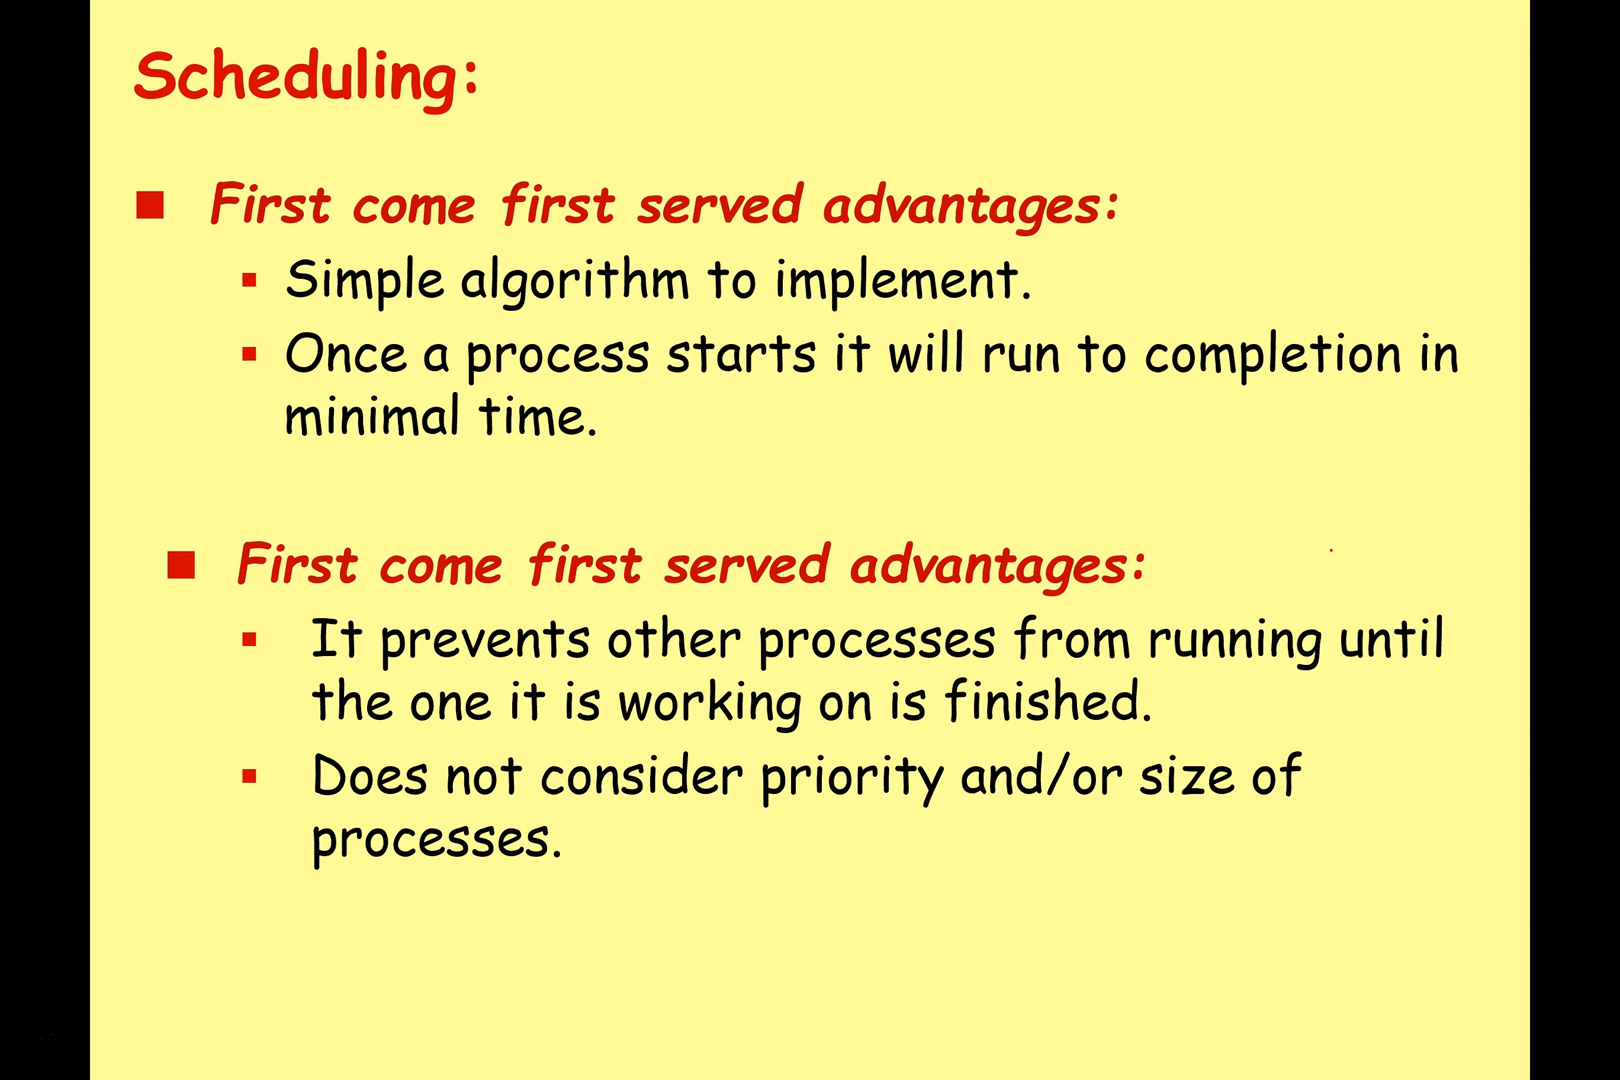 Scheduling:
First come first served advantages:
Simple algorithm to implement.
Once a process starts it will run to completion in
minimal time.
First come first served advantages:
It prevents other processes from running until
the one it is working on is finished.
Does not consider priority and/or size of
processes.